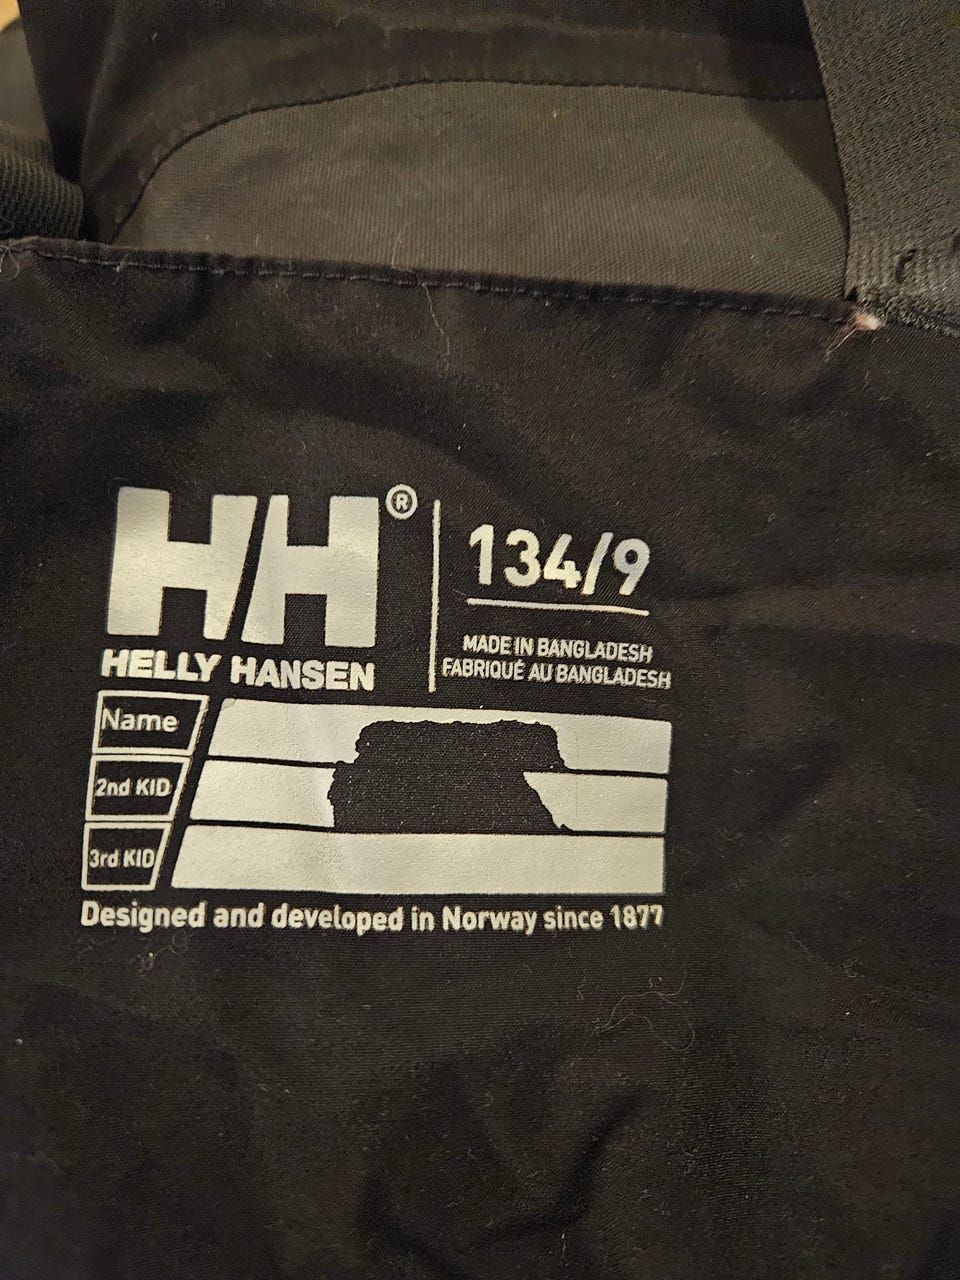 HH®
HELLY HANSEN
134/9
MADE IN BANGLADESH
FABRIQUÉ AU BANGLADESH
Name
2nd KID
3rd KID
Designed and developed in Norway since 1877